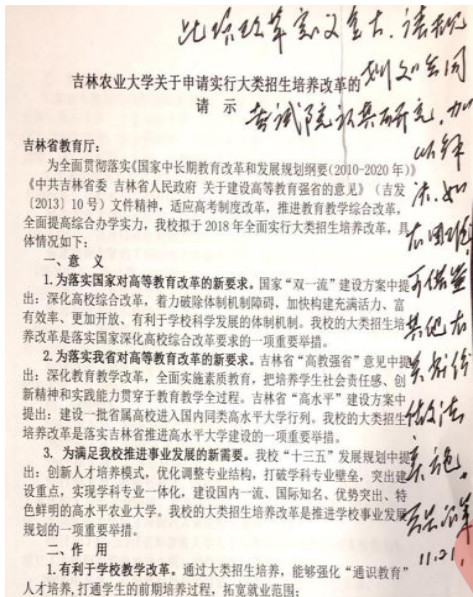 此项改革意义重大,请
吉林农业大学关于申请实行大类招生培养改革的
请 示
考试院认真研究,加
吉林省教育厅:
为全面贯彻落实《国家中长期教育改革和发展规划纲要(2010-2020年)》
《中共吉林省委 吉林省人民政府 关于建设高等教育强省的意见》(吉发
〔2013〕10号)文件精神,适应高考制度改革,推进教育教学综合改革,
全面提高综合办学实力,我校拟于2018年全面实行大类招生培养改革,具
体情况如下:
一、意 义
1.为落实国家对高等教育改革的新要求。国家“双一流”建设方案中提
出:深化高校综合改革,着力破除体制机制障碍,加快构建充满活力、富
有效率、更加开放、有利于学校科学发展的体制机制。我校的大类招生培
养改革是落实国家深化高校综合改革要求的一项重要举措。
2.为落实我省对高等教育改革的新要求。吉林省“高教强省”意见中提
出:深化教育教学改革,全面实施素质教育,把培养学生社会责任感、创
新精神和实践能力贯穿于教育教学全过程。吉林省“高水平”建设方案中
提出:建设一批省属高校进入国内同类高水平大学行列。我校的大类招生
培养改革是落实吉林省推进高水平大学建设的一项重要举措。
3. 为满足我校推进事业发展的新需要。我校“十三五”发展规划中提
出:创新人才培养模式,优化调整专业结构,打破学科专业壁垒,突出建
设重点,实现学科专业一体化,建设国内一流、国际知名、优势突出、特
色鲜明的高水平农业大学。我校的大类招生培养改革是推进学校事业发展
规划的一项重要举措。
11.21,
二、作 用
1.有利于学校教学改革。通过大类招生培养,能够强化“通识教育”
人才培养,打通学生的前期培养过程,拓宽就业范围;